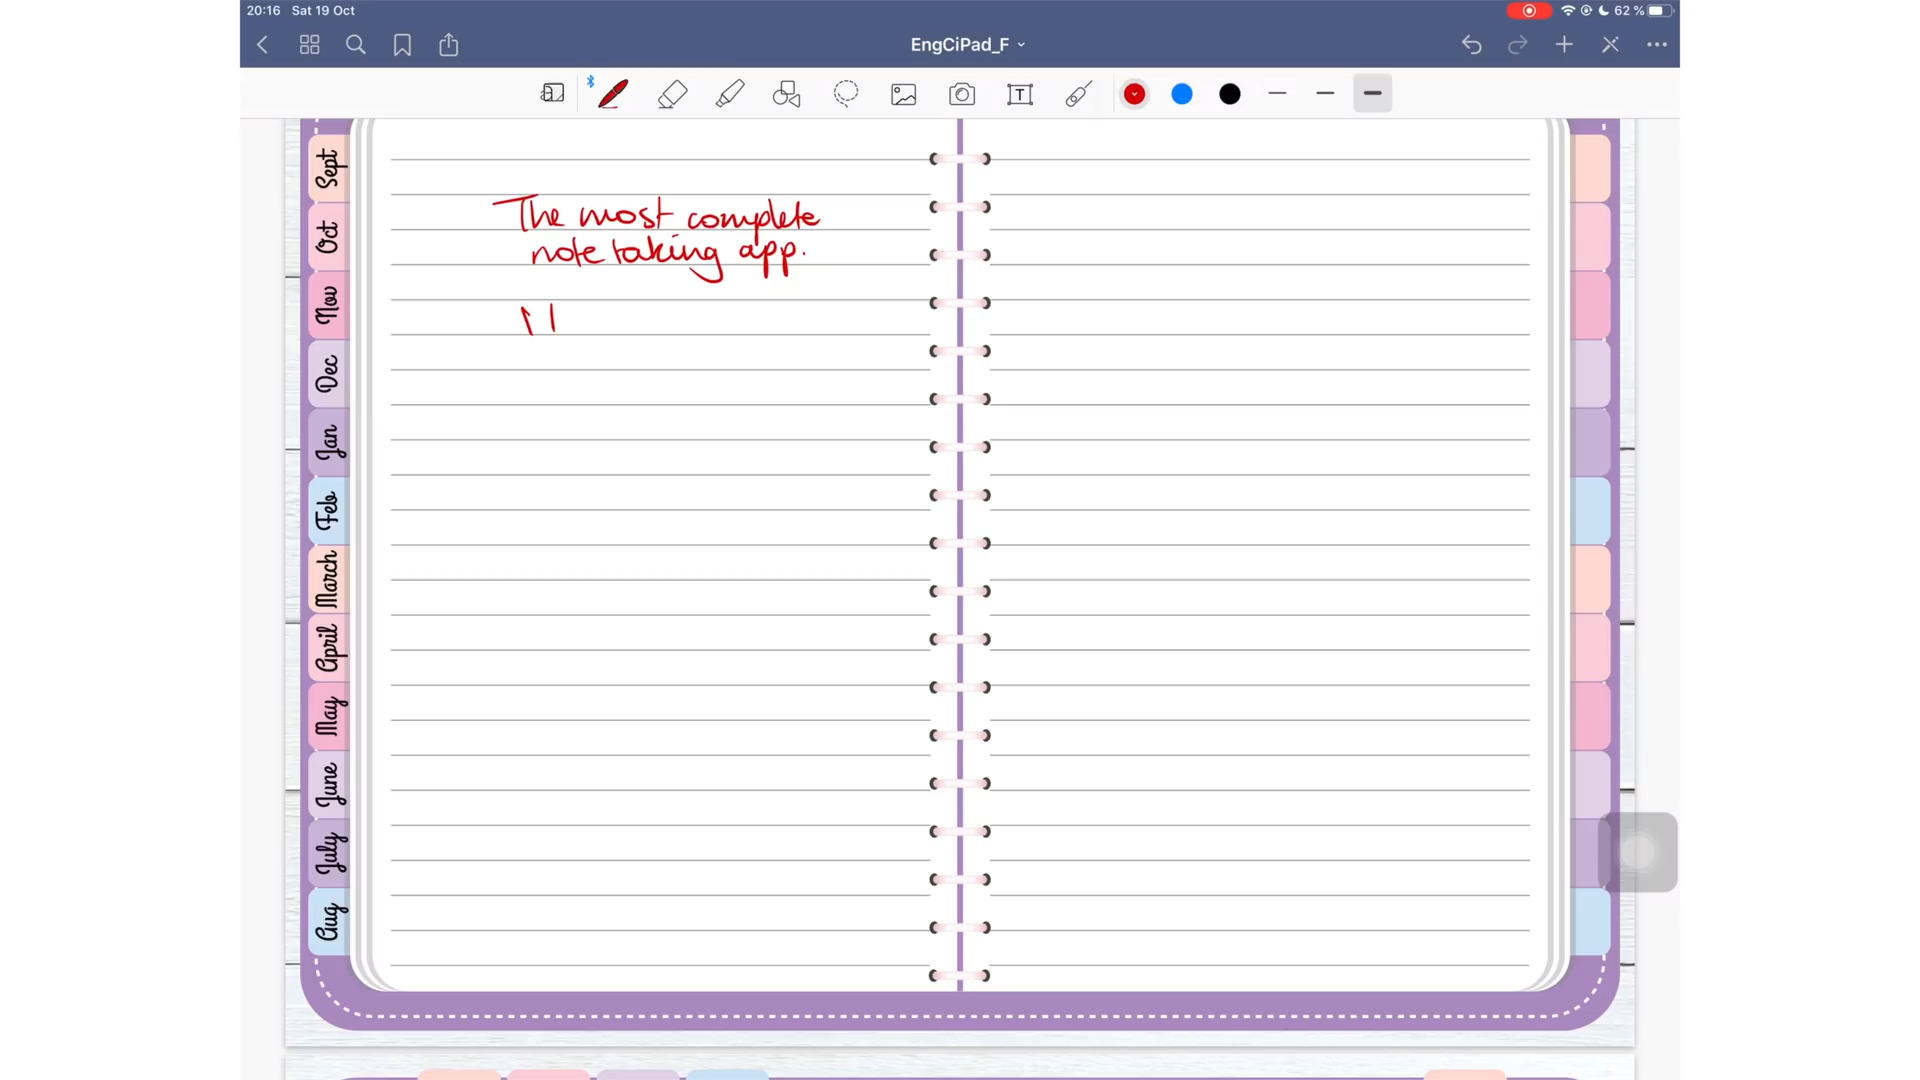 20:16 Sat 19 Oct
62 %
EngCiPad_F
T
Sept
Oct
Nov
Dec
Jan
Feb
March
April
May
June
July
Aug
The most complete
note taking app.